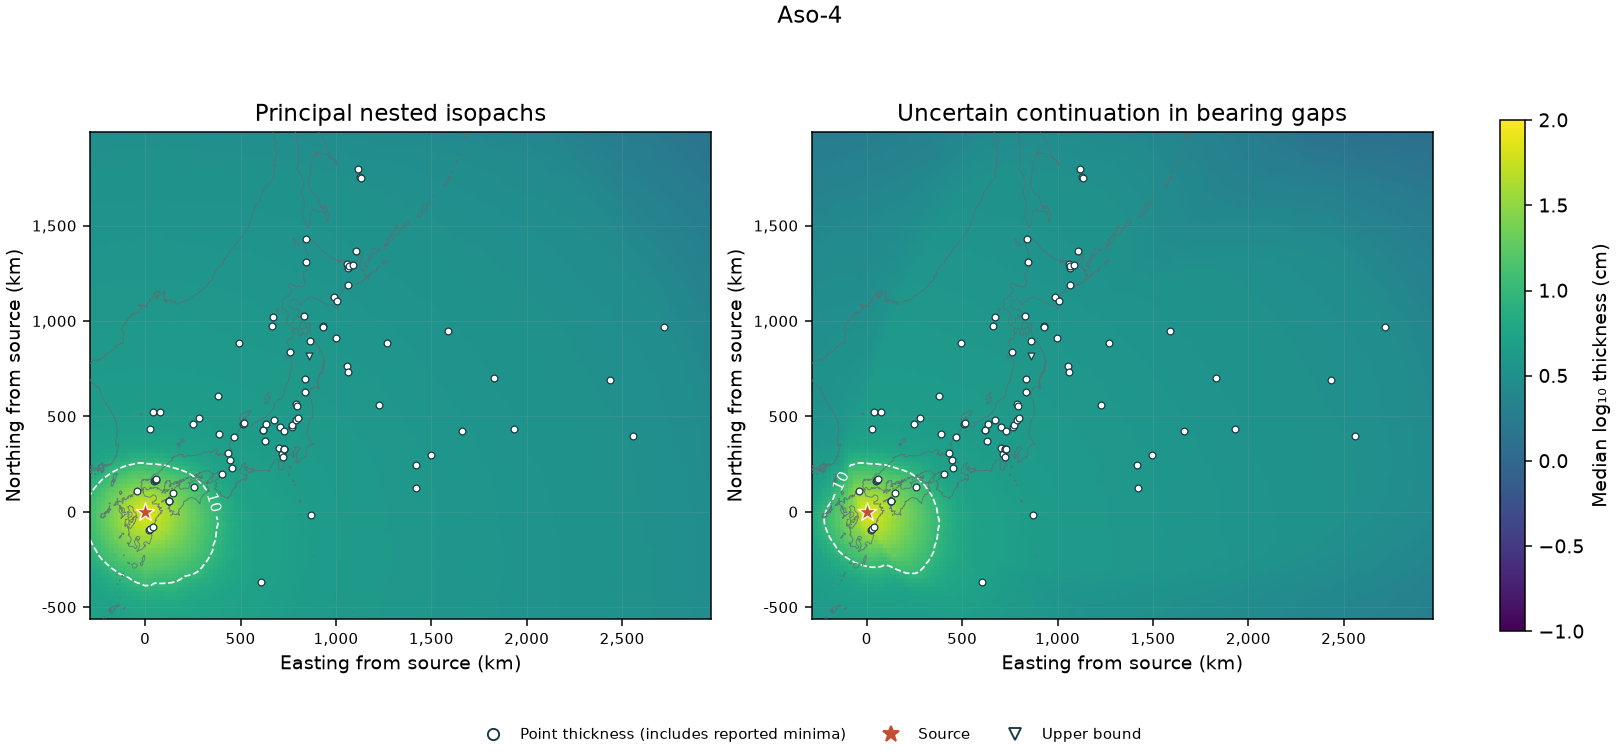 Aso-4
Principal nested isopachs
Uncertain continuation in bearing gaps
Northing from source (km)
1,500
1,000
500
0
-500
10
0
500
1,000
1,500
2,000
2,500
Easting from source (km)
Northing from source (km)
1,500
1,000
500
0
-500
10
0
500
1,000
1,500
2,000
2,500
Easting from source (km)
2.0
1.5
1.0
0.5
0.0
−0.5
−1.0
Median log₁₀ thickness (cm)
Point thickness (includes reported minima)
Source
Upper bound